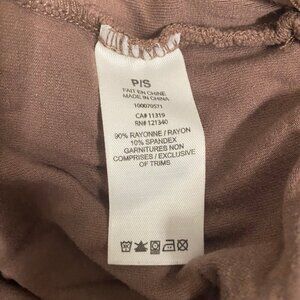 P/S
FAIT EN CHINE
MADE IN CHINA
100079571
CA# 11319
RN# 121340
90% RAYONNE / RAYON
10% SPANDEX
GARNITURES NON
COMPRISES / EXCLUSIVE
OF TRIMS